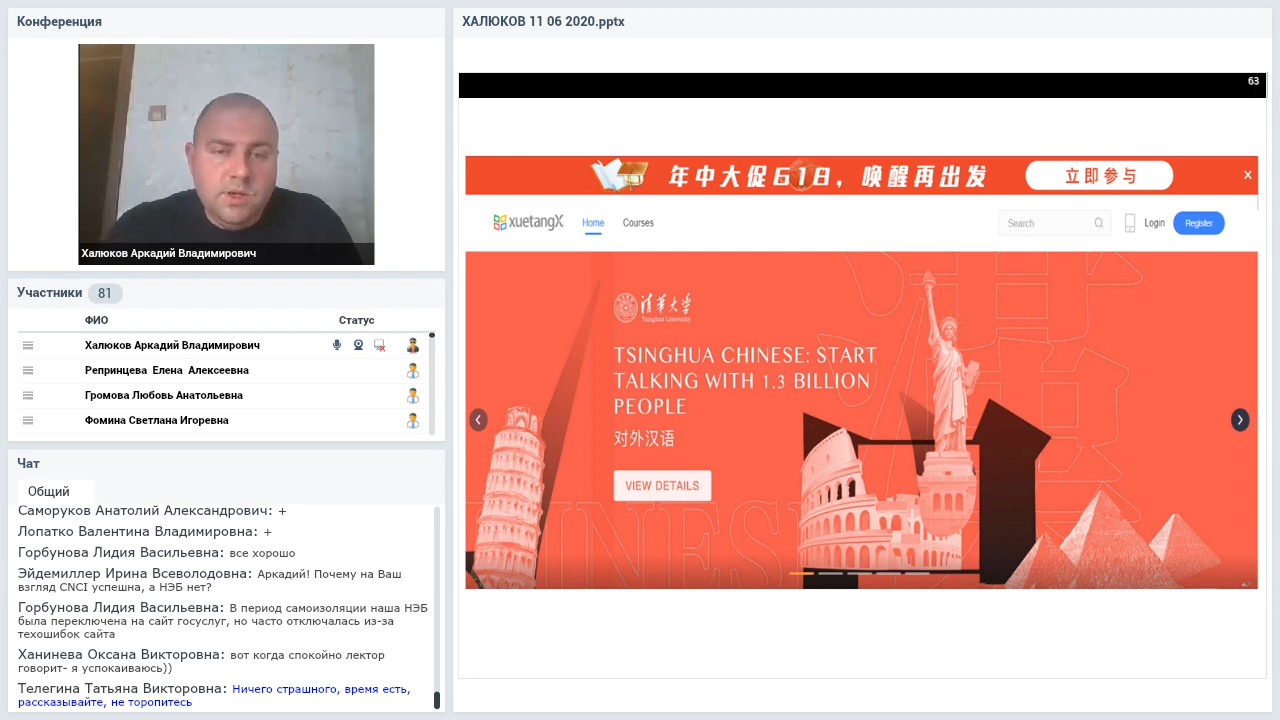 Конференция
Халюков Аркадий Владимирович
Участники 81
ФИО Статус
Халюков Аркадий Владимирович
Репринцева Елена Алексеевна
Громова Любовь Анатольевна
Фомина Светлана Игоревна
Чат
Общий
Саморуков Анатолий Александрович: +
Лопатко Валентина Владимировна: +
Горбунова Лидия Васильевна: все хорошо
Эйдемиллер Ирина Всеволодовна: Аркадий! Почему на Ваш
взгляд CNCI успешна, а НЭБ нет?
Горбунова Лидия Васильевна: В период самоизоляции наша НЭБ
была переключена на сайт госуслуг, но часто отключалась из-за
техошибок сайта
Ханинева Оксана Викторовна: вот когда спокойно лектор
говорит- я успокаиваюсь))
Телегина Татьяна Викторовна: Ничего страшного, время есть,
рассказывайте, не торопитесь
ХАЛЮКОВ 11 06 2020.pptx
63
年中大促618，唤醒再出发 立即参与 X
xuetangX Home Courses Search Login Register
清华大学
Tsinghua University
TSINGHUA CHINESE: START
TALKING WITH 1.3 BILLION
PEOPLE
对外汉语
VIEW DETAILS